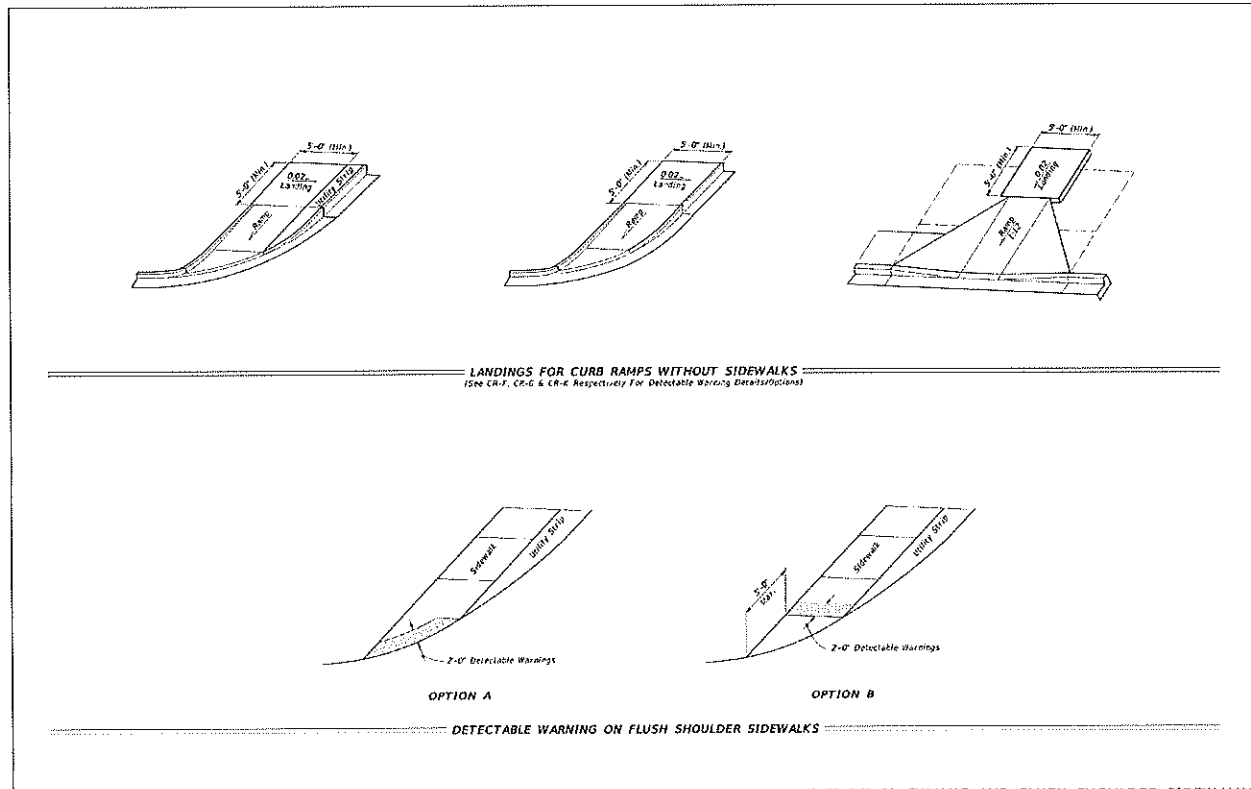 5'-0" (Min.)
5'-0" (Min.)
0.02
Landing
Utility Strip
Ramp
5'-0" (Min.)
5'-0" (Min.)
0.02
Landing
Ramp
5'-0" (Min.)
5'-0" (Min.)
0.02
Landing
Ramp
1:12
LANDINGS FOR CURB RAMPS WITHOUT SIDEWALKS
(See CR-F, CR-G & CR-K Respectively For Detectable Warning Details/Options)
Utility Strip
Sidewalk
2'-0" Detectable Warnings
OPTION A
Utility Strip
Sidewalk
5'-0"
Max.
2'-0" Detectable Warnings
OPTION B
DETECTABLE WARNING ON FLUSH SHOULDER SIDEWALKS